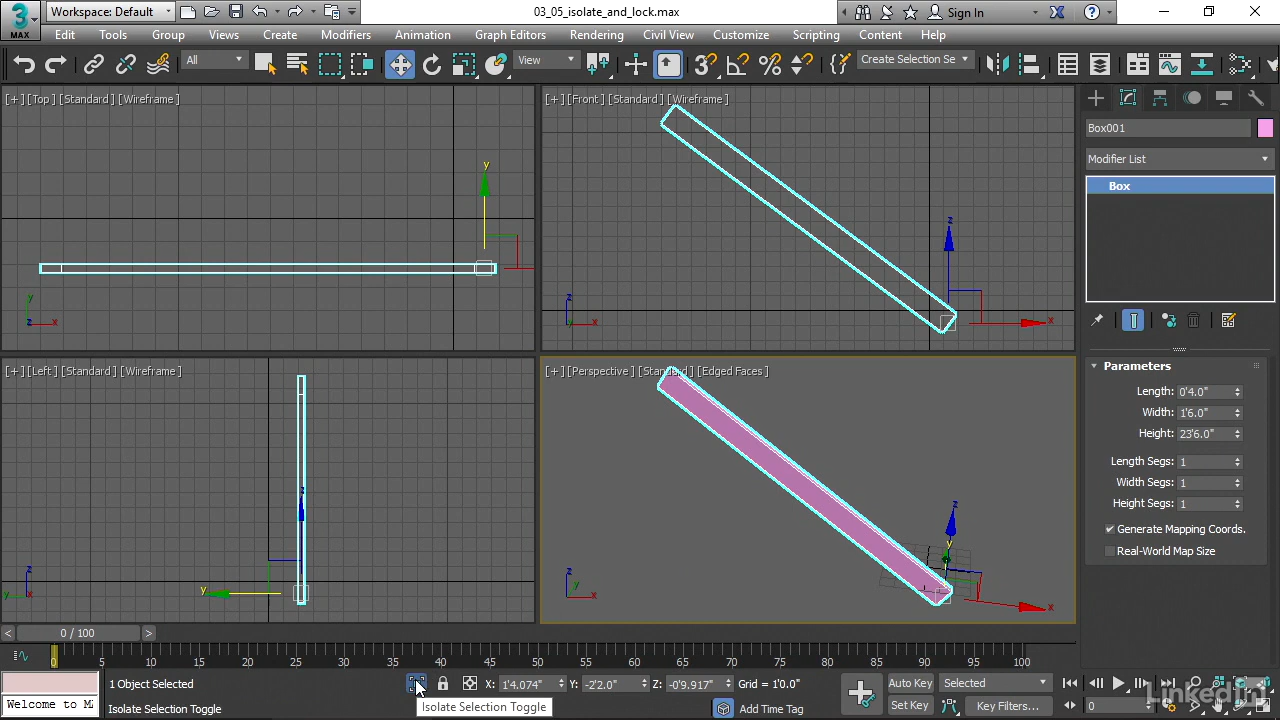 3 MAX Workspace: Default 03_05_isolate_and_lock.max Sign In
Edit Tools Group Views Create Modifiers Animation Graph Editors Rendering Civil View Customize Scripting Content Help
All View Create Selection Se
[+] [Top] [Standard] [Wireframe]
[+] [Front] [Standard] [Wireframe]
y
y
z
x
z
x
z
x
y
x
[+] [Left] [Standard] [Wireframe]
[+] [Perspective] [Standard] [Edged Faces]
z
y
z
y
x
z
y
x
z
y
x
Box001
Modifier List
Box
Parameters
Length: 0'4.0"
Width: 1'6.0"
Height: 23'6.0"
Length Segs: 1
Width Segs: 1
Height Segs: 1
Generate Mapping Coords.
Real-World Map Size
< 0 / 100 >
0 5 10 15 20 25 30 35 40 45 50 55 60 65 70 75 80 85 90 95 100
1 Object Selected X: 1'4.074" Y: -2'2.0" Z: -0'9.917" Grid = 1'0.0" Auto Key Selected
Welcome to M
Isolate Selection Toggle
Isolate Selection Toggle
Add Time Tag
Set Key Key Filters... 0
LinkedIn